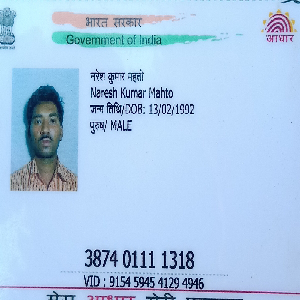 भारत सरकार
Government of India
आधार
नरेश कुमार महतो
Naresh Kumar Mahto
जन्म तिथि/DOB: 13/02/1992
पुरुष/ MALE
3874 0111 1318
VID : 9154 5945 4129 4946
मेरा आधार मेरी